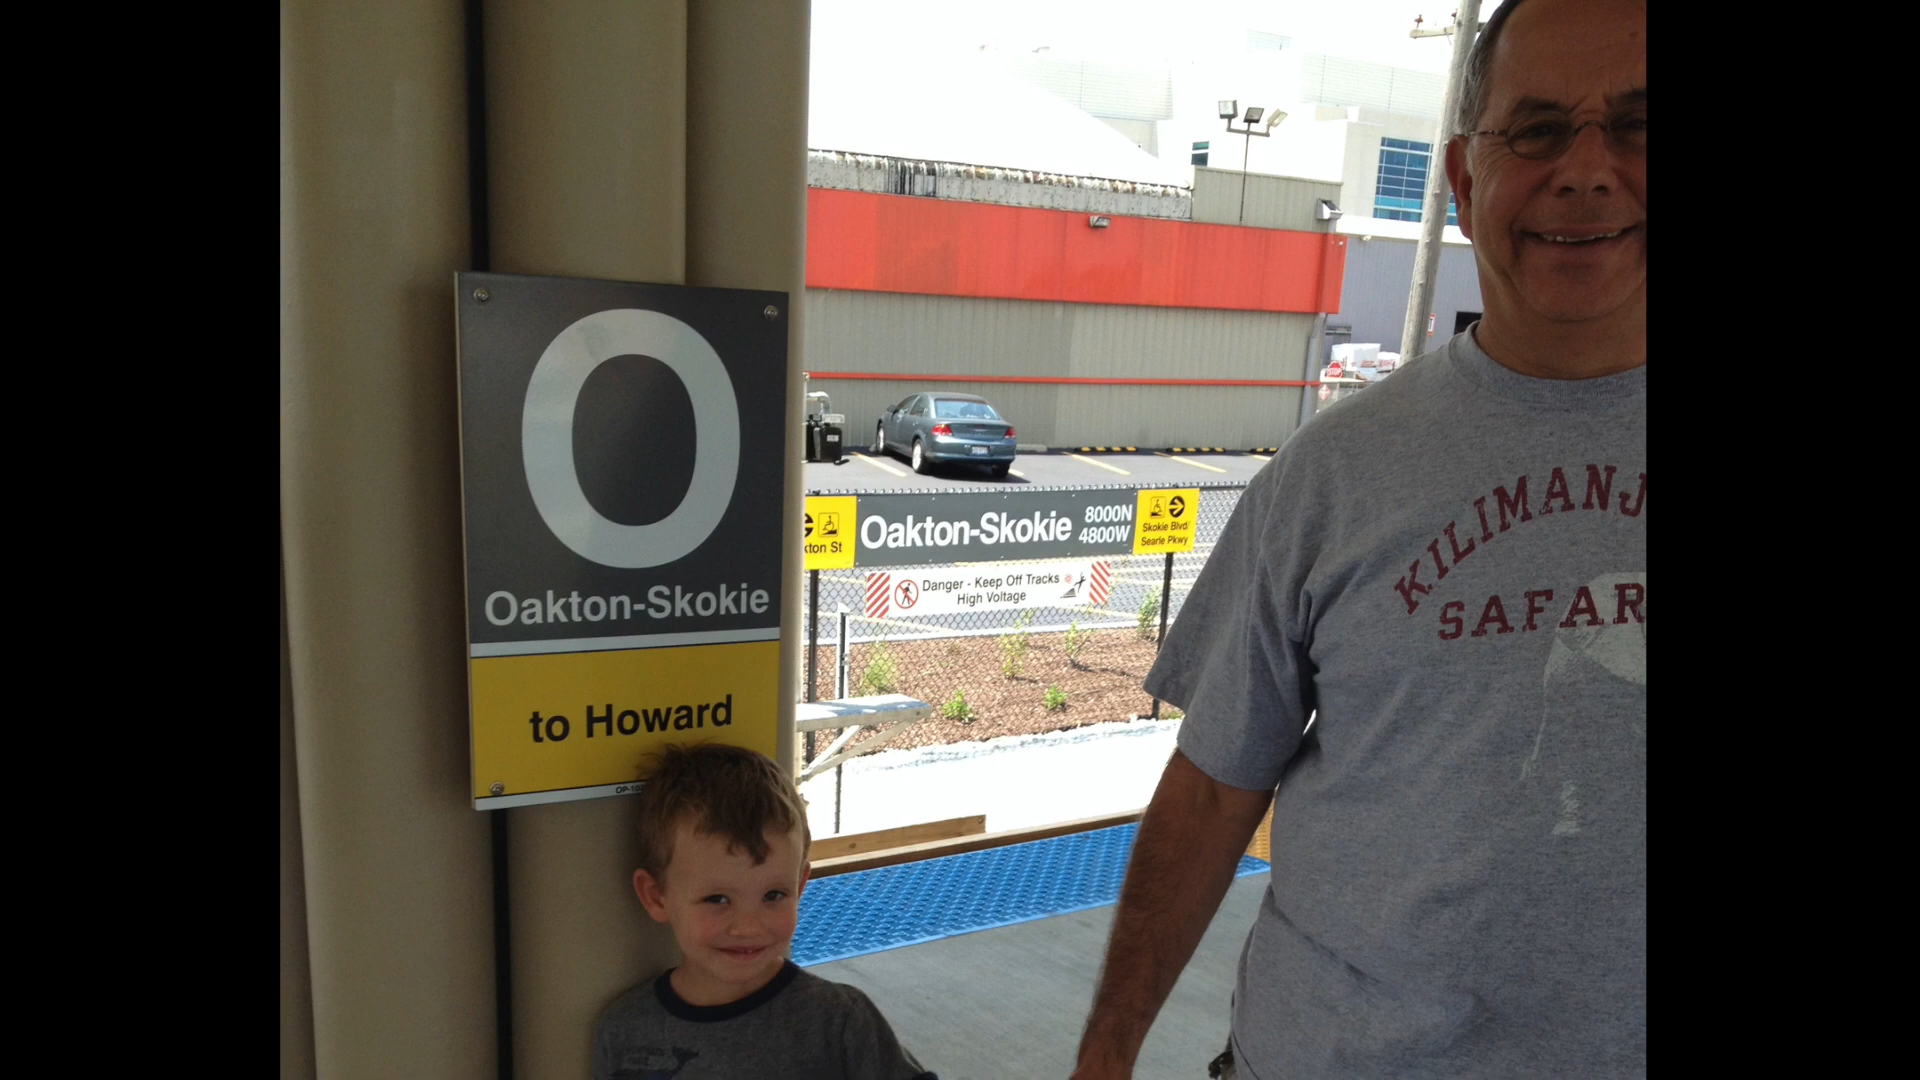 O
Oakton-Skokie
to Howard
kton St
Oakton-Skokie
8000N
4800W
Skokie Blvd/
Searle Pkwy
Danger - Keep Off Tracks
High Voltage
STOP
KILIMANJ
SAFAR